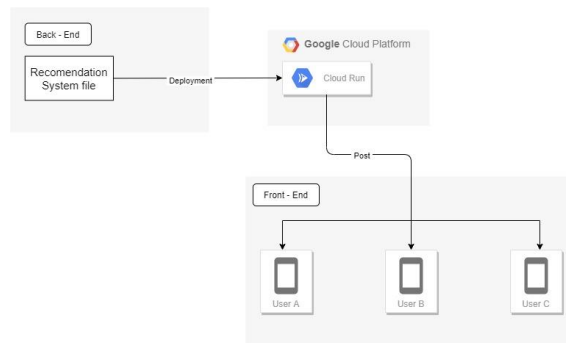 Back - End
Recomendation
System file
Deployment
Google Cloud Platform
Cloud Run
Post
Front - End
User A
User B
User C